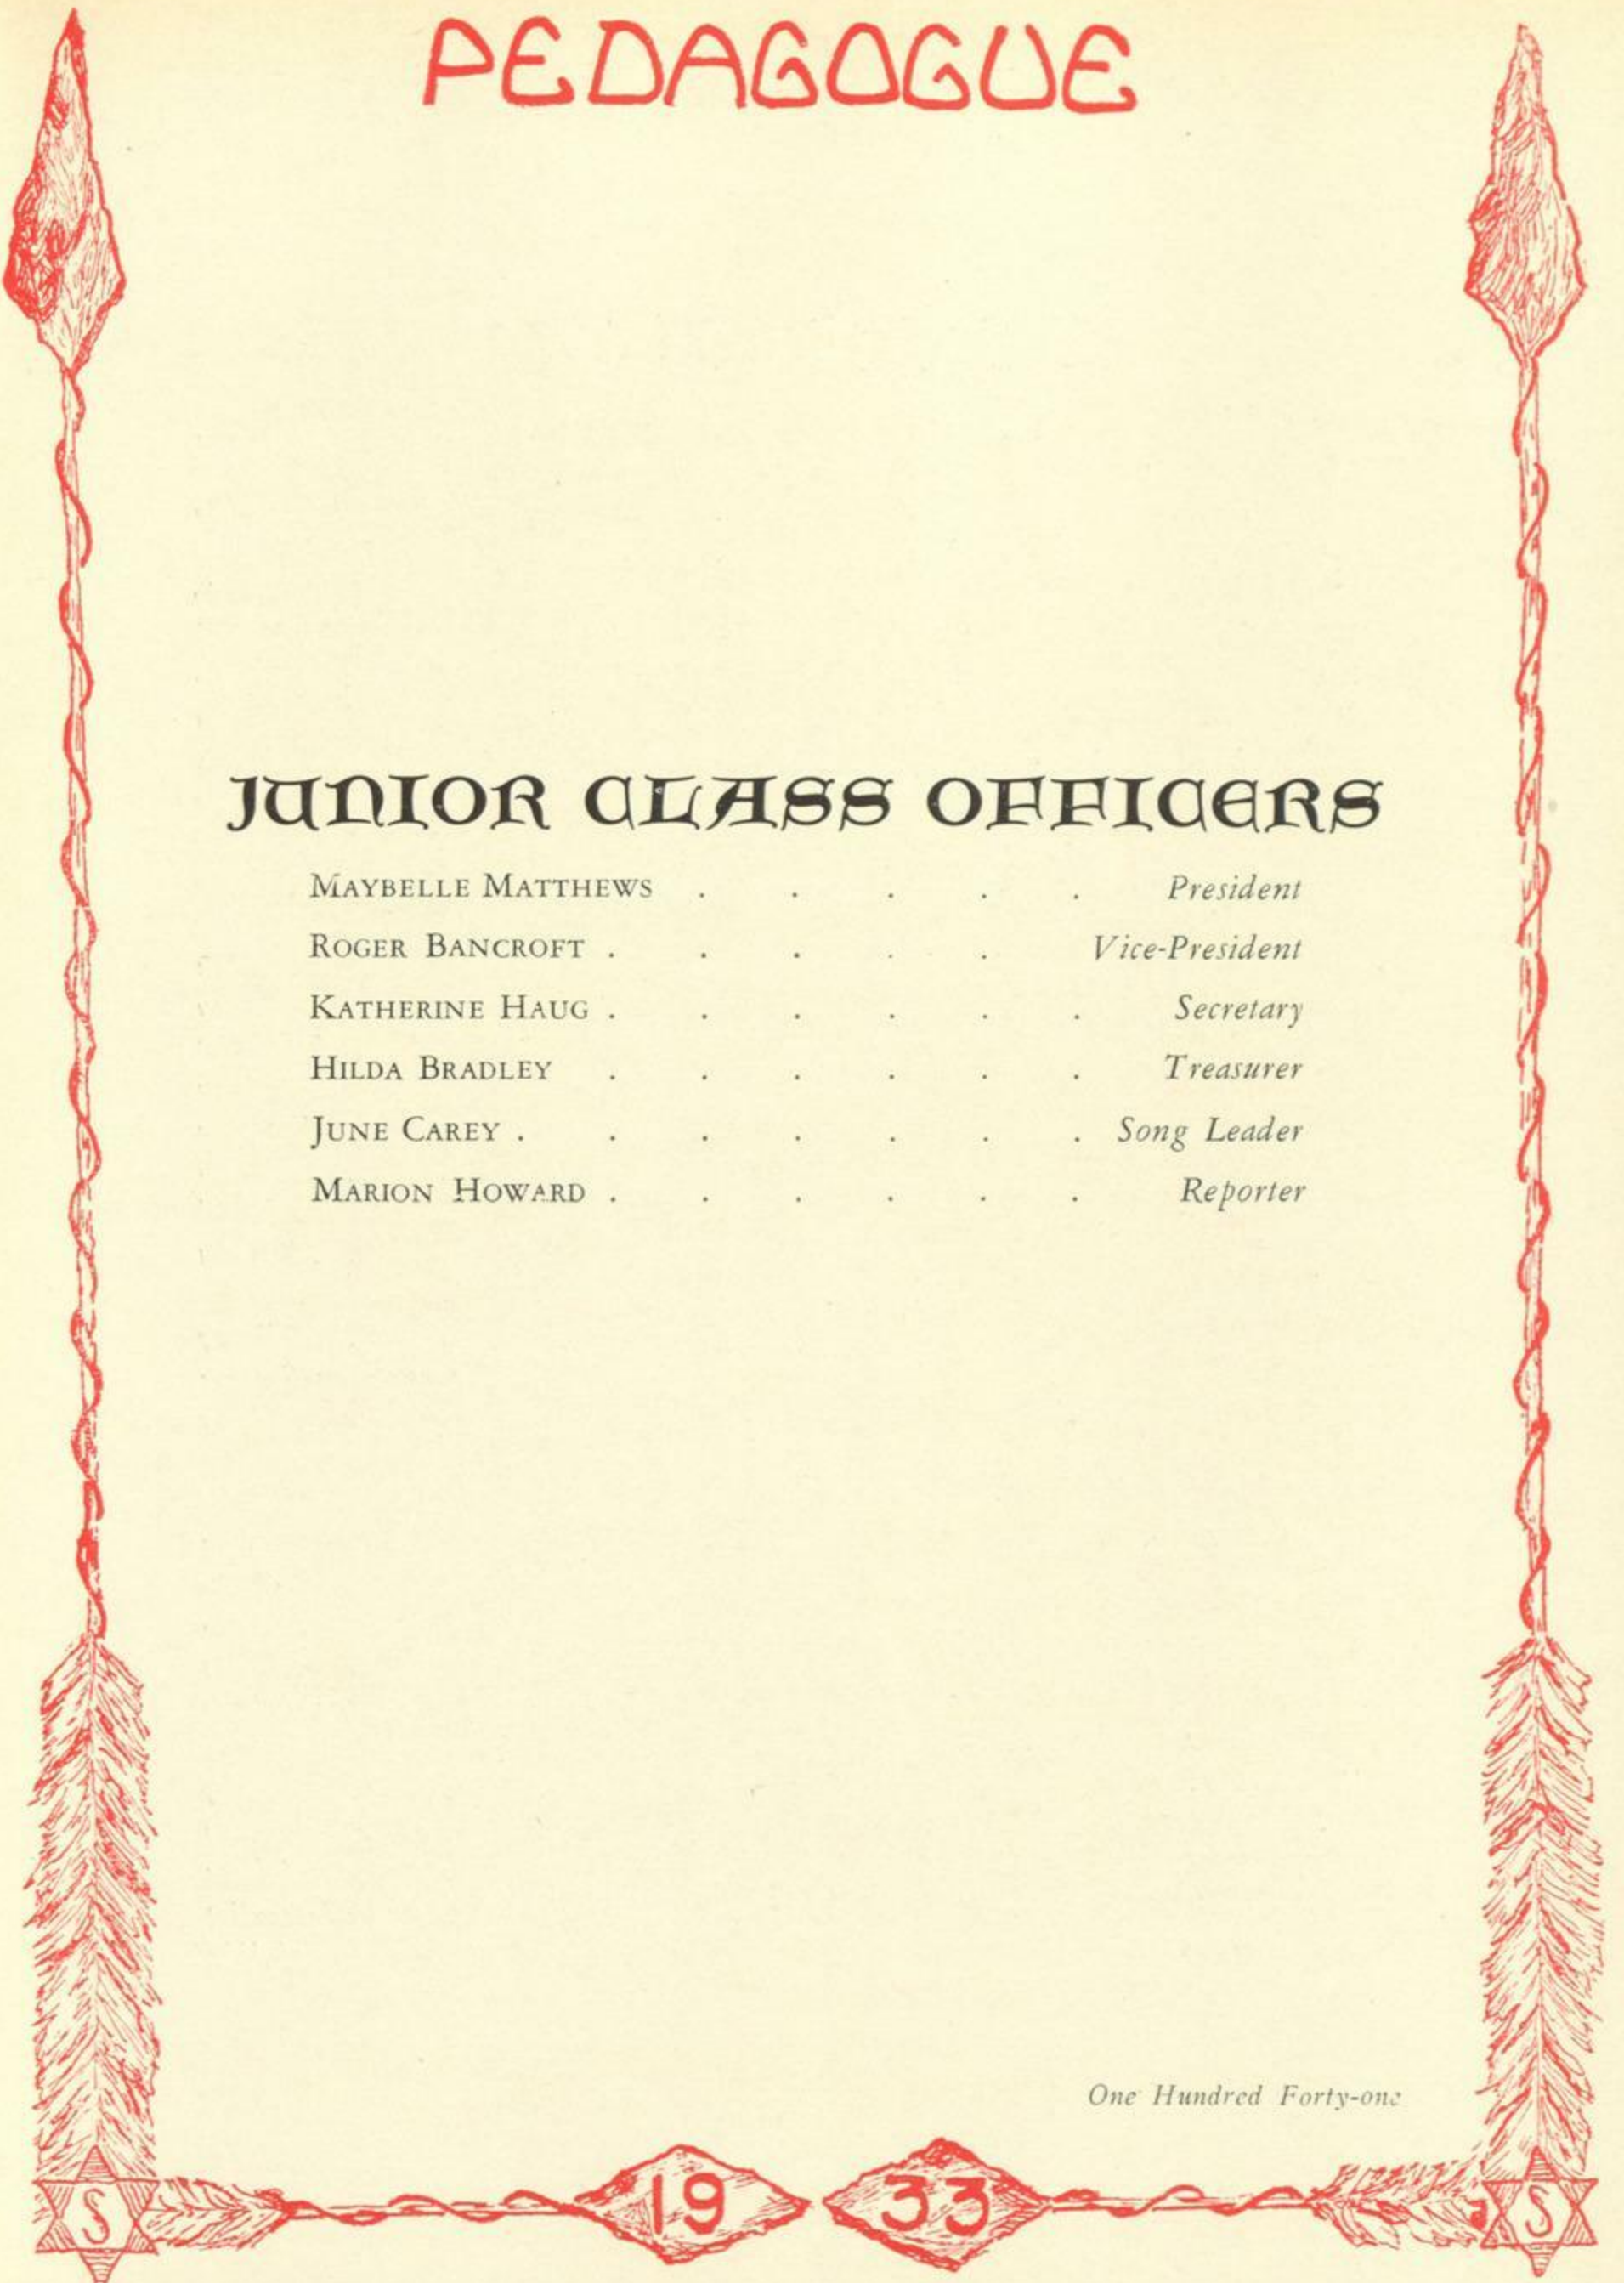 PEDAGOGUE
JUNIOR CLASS OFFICERS
MAYBELLE MATTHEWS . . . . . President
ROGER BANCROFT . . . . . Vice-President
KATHERINE HAUG . . . . . . Secretary
HILDA BRADLEY . . . . . . Treasurer
JUNE CAREY . . . . . . . Song Leader
MARION HOWARD . . . . . . Reporter
One Hundred Forty-one
S 19 33 S